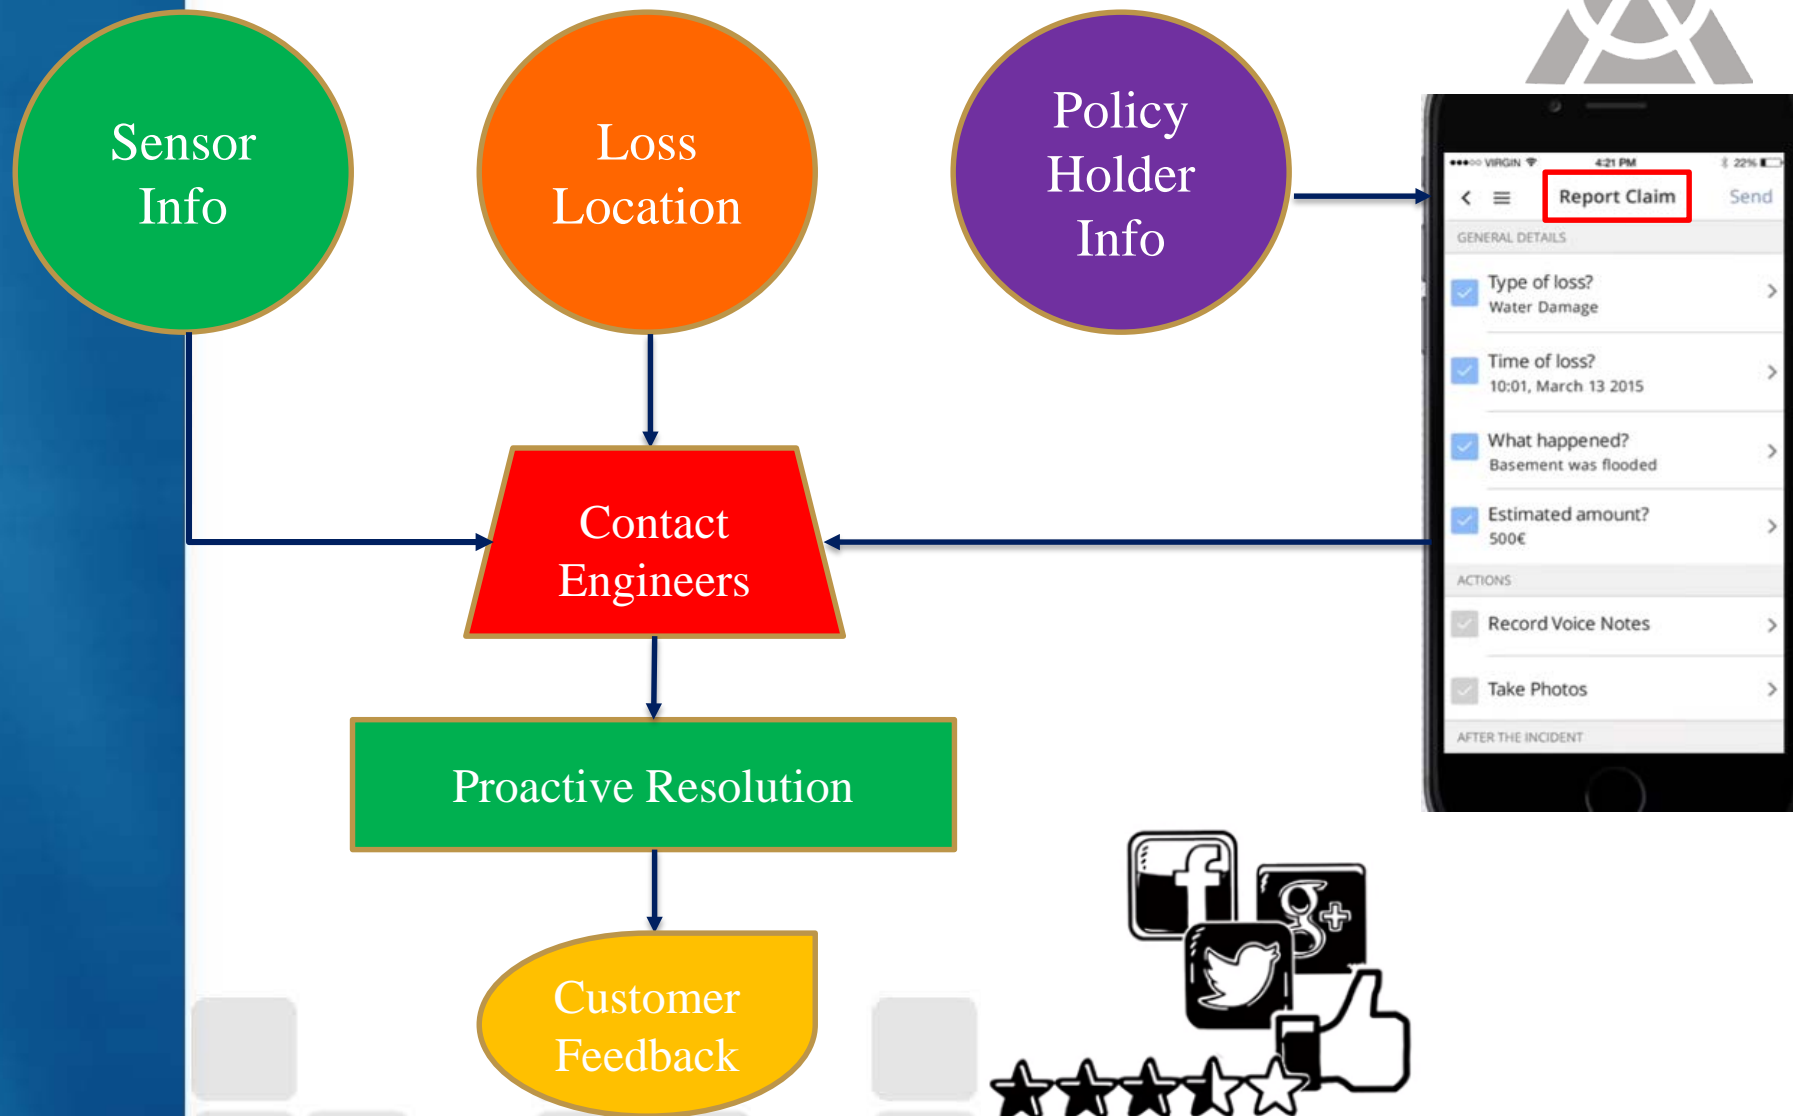 Sensor
Info
Loss
Location
Policy
Holder
Info
VIRGIN 4:21 PM 22%
Report Claim Send
GENERAL DETAILS
Type of loss?
Water Damage
Time of loss?
10:01, March 13 2015
What happened?
Basement was flooded
Estimated amount?
500€
ACTIONS
Record Voice Notes
Take Photos
AFTER THE INCIDENT
Contact
Engineers
Proactive Resolution
Customer
Feedback
f
g+